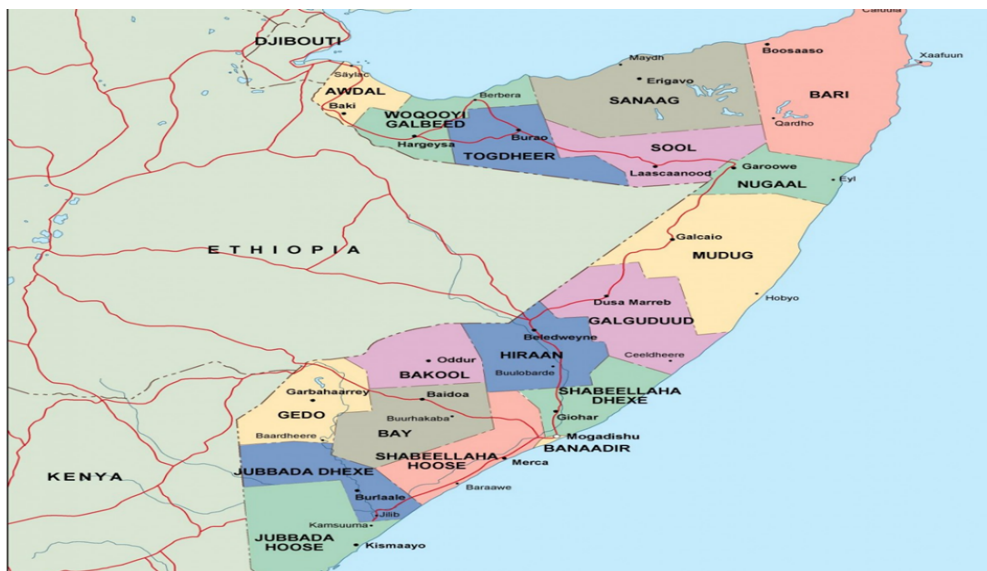 Caluula
DJIBOUTI
Boosaaso
Saylac
Maydh
Xaafuun
Erigavo
AWDAL
Berbera
SANAAG
BARI
Baki
WOQOOYI
GALBEED
Qardho
Burao
Hargeysa
SOOL
TOGDHEER
Laascaanood
Garoowe
NUGAAL
Eyl
Galcaio
ETHIOPIA
MUDUG
Hobyo
Dusa Marreb
GALGUDUUD
Beledweyne
HIRAAN
Oddur
Ceeldheere
BAKOOL
Buulobarde
SHABEELLAHA
DHEXE
Garbahaarrey
Baidoa
GEDO
Giohar
Buurhakaba
BAY
Baardheere
Mogadishu
BANAADIR
SHABEELLAHA
HOOSE
Merca
JUBBADA DHEXE
KENYA
Baraawe
Burlaale
Jilib
Kamsuuma
JUBBADA
HOOSE
Kismaayo